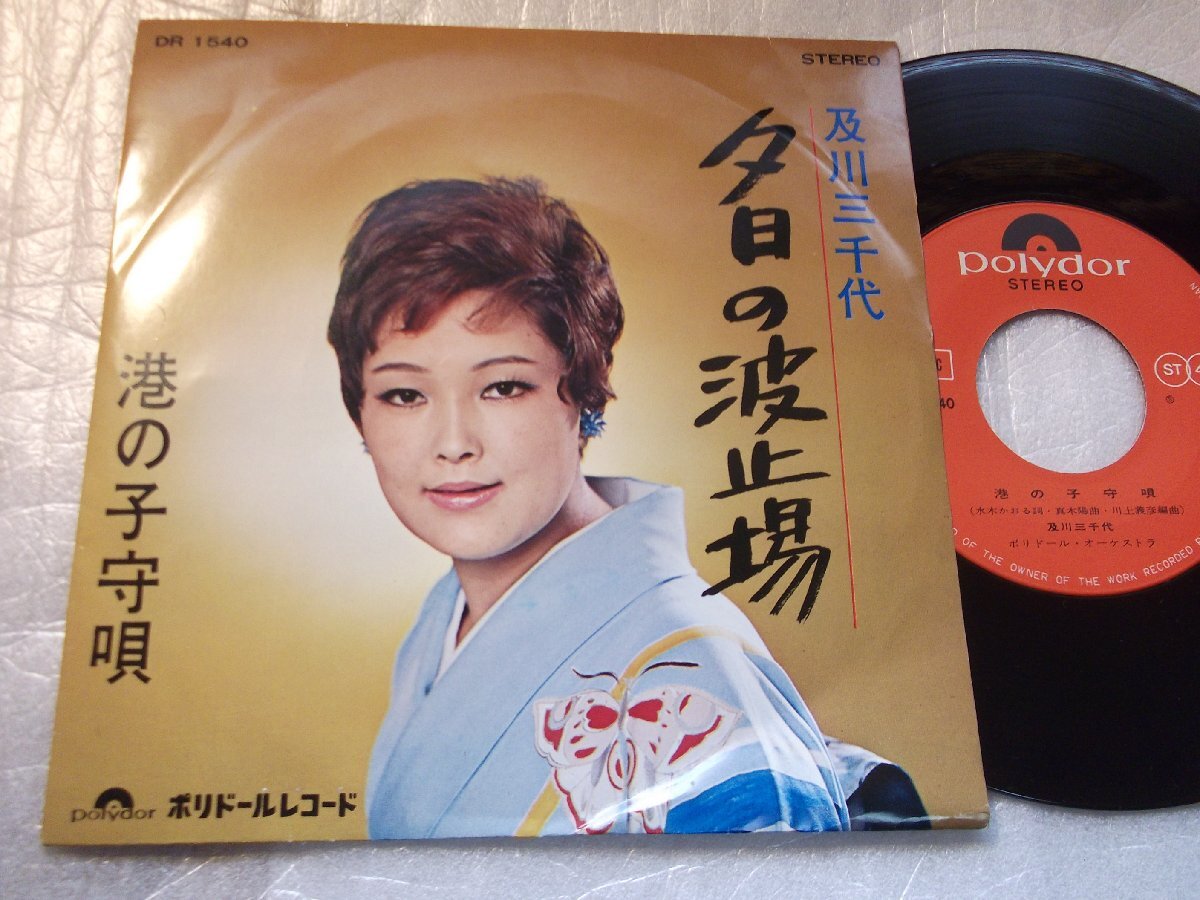 DR 1540
STEREO
及川三千代
夕日の波止場
港の子守唄
polydor ポリドールレコード
polydor
STEREO
ST
40
港の子守唄
(水木かおる詞・真木陽曲・川上義彦編曲)
及川三千代
ポリドール・オーケストラ
OF THE OWNER OF THE WORK RECORDED